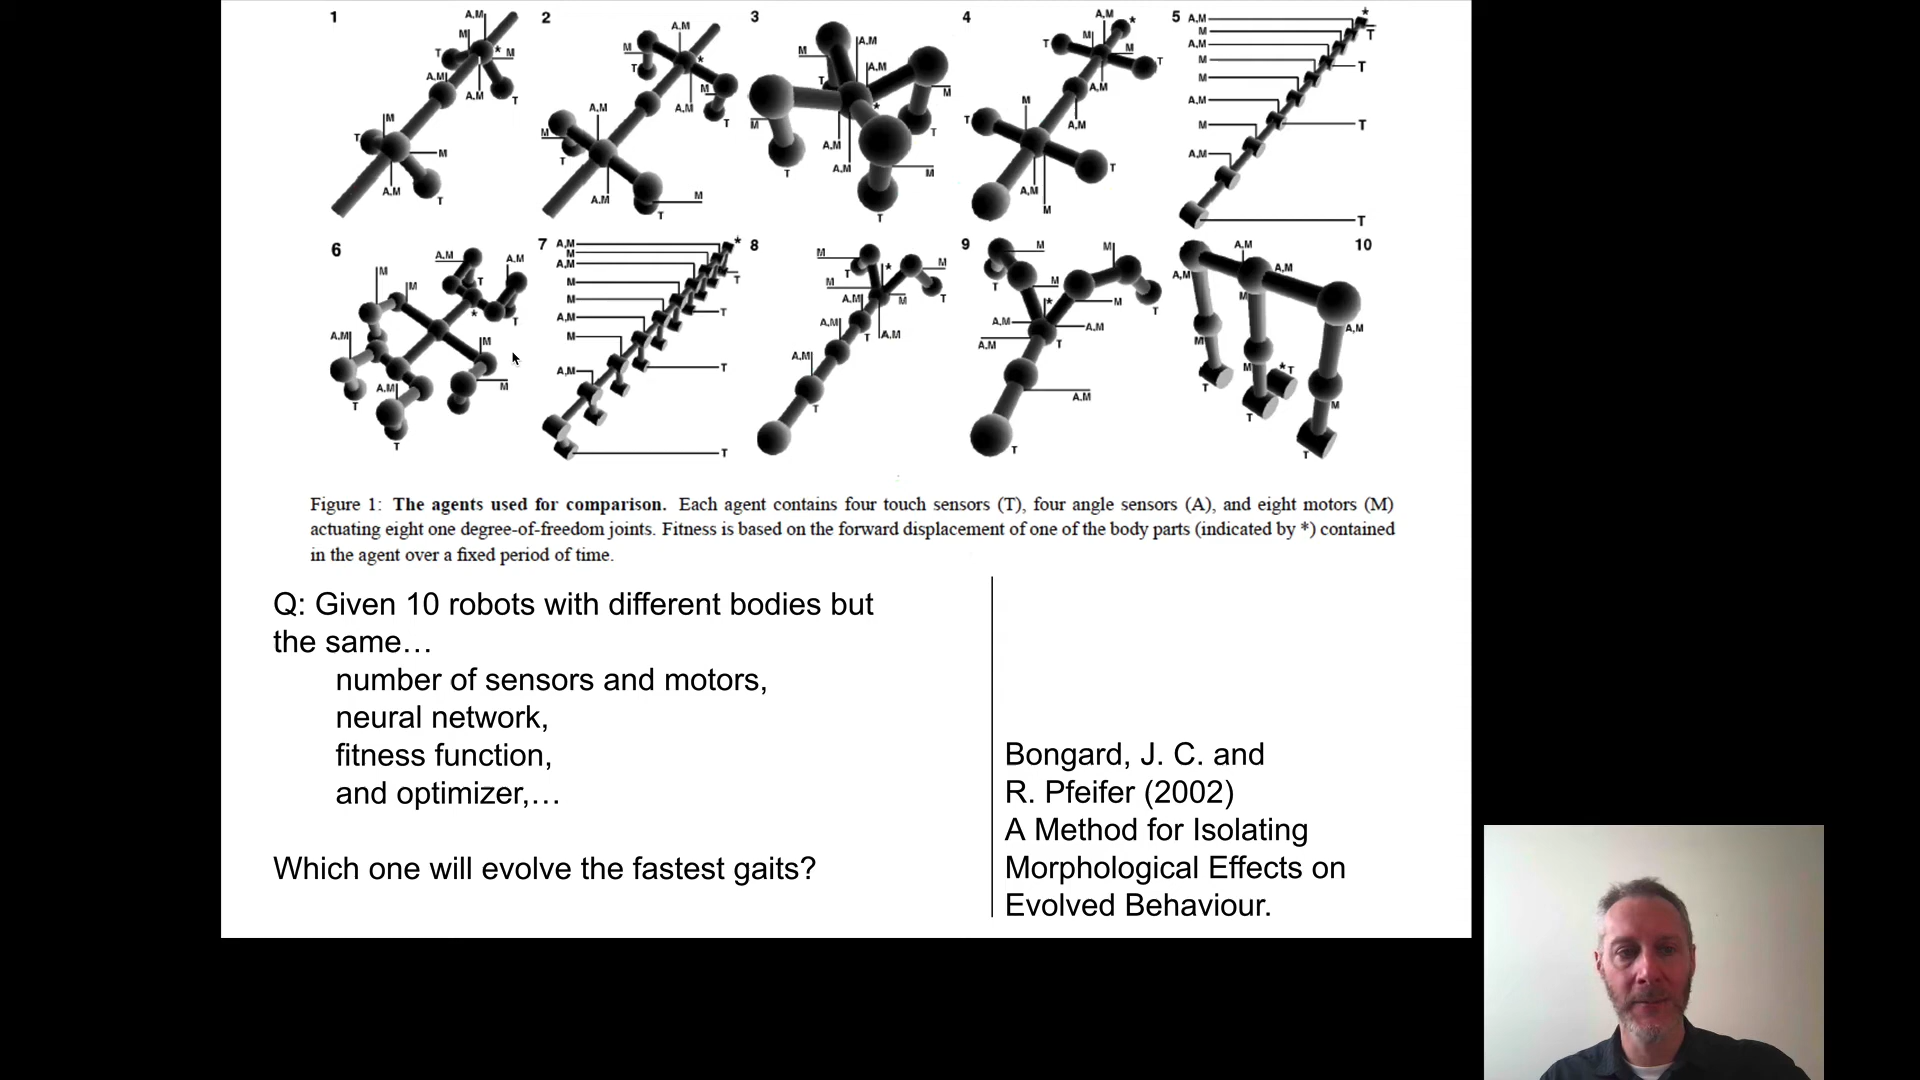 1
2
3
4
5
6
7
8
9
10
Figure 1: The agents used for comparison. Each agent contains four touch sensors (T), four angle sensors (A), and eight motors (M)
actuating eight one degree-of-freedom joints. Fitness is based on the forward displacement of one of the body parts (indicated by *) contained
in the agent over a fixed period of time.
Q: Given 10 robots with different bodies but
the same…
number of sensors and motors,
neural network,
fitness function,
and optimizer,…
Which one will evolve the fastest gaits?
Bongard, J. C. and
R. Pfeifer (2002)
A Method for Isolating
Morphological Effects on
Evolved Behaviour.